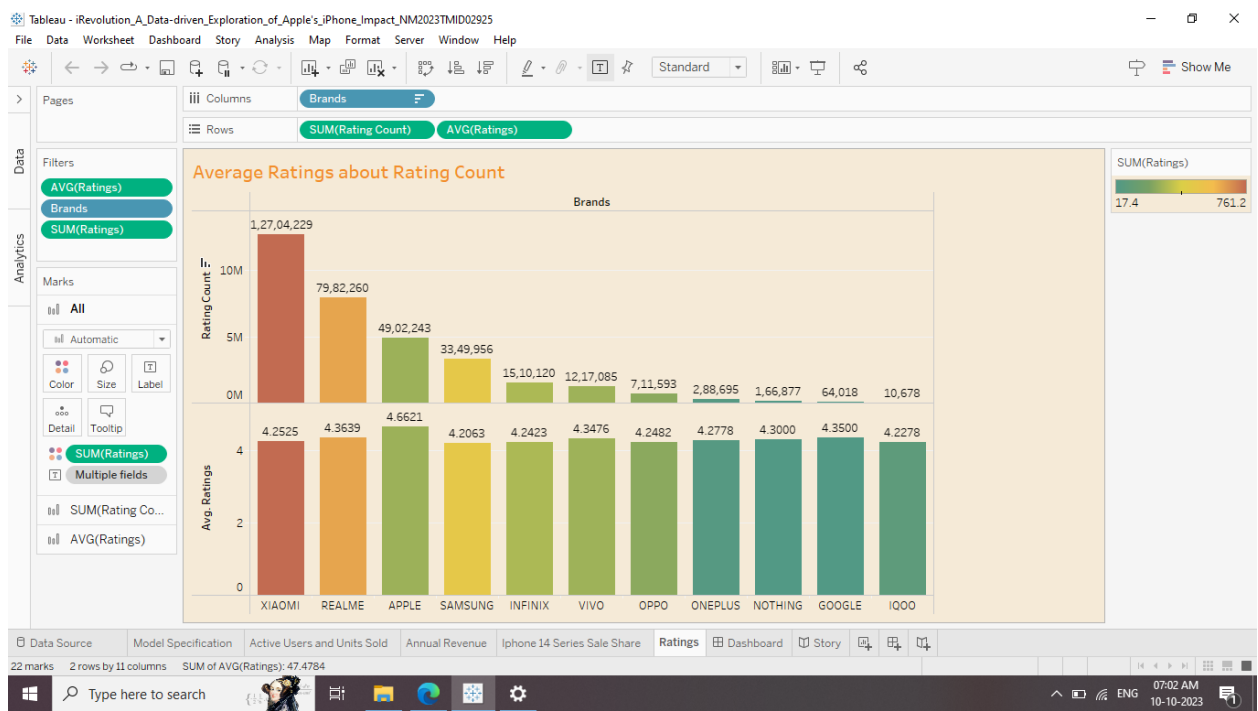 Tableau - iRevolution_A_Data-driven_Exploration_of_Apple's_iPhone_Impact_NM2023TMID02925
File Data Worksheet Dashboard Story Analysis Map Format Server Window Help
Standard
Show Me
Pages
Columns
Brands
Rows
SUM(Rating Count) AVG(Ratings)
Data
Analytics
Filters
AVG(Ratings)
Brands
SUM(Ratings)
Marks
All
Automatic
Color Size Label
Detail Tooltip
SUM(Ratings)
Multiple fields
SUM(Rating Co...
AVG(Ratings)
Average Ratings about Rating Count
Brands
Rating Count
10M
5M
0M
1,27,04,229
79,82,260
49,02,243
33,49,956
15,10,120
12,17,085
7,11,593
2,88,695
1,66,877
64,018
10,678
Avg. Ratings
4
2
0
4.2525 4.3639 4.6621 4.2063 4.2423 4.3476 4.2482 4.2778 4.3000 4.3500 4.2278
XIAOMI REALME APPLE SAMSUNG INFINIX VIVO OPPO ONEPLUS NOTHING GOOGLE IQOO
SUM(Ratings)
17.4 761.2
Data Source Model Specification Active Users and Units Sold Annual Revenue Iphone 14 Series Sale Share Ratings Dashboard Story
22 marks 2 rows by 11 columns SUM of AVG(Ratings): 47.4784
Type here to search
ENG
07:02 AM
10-10-2023
1